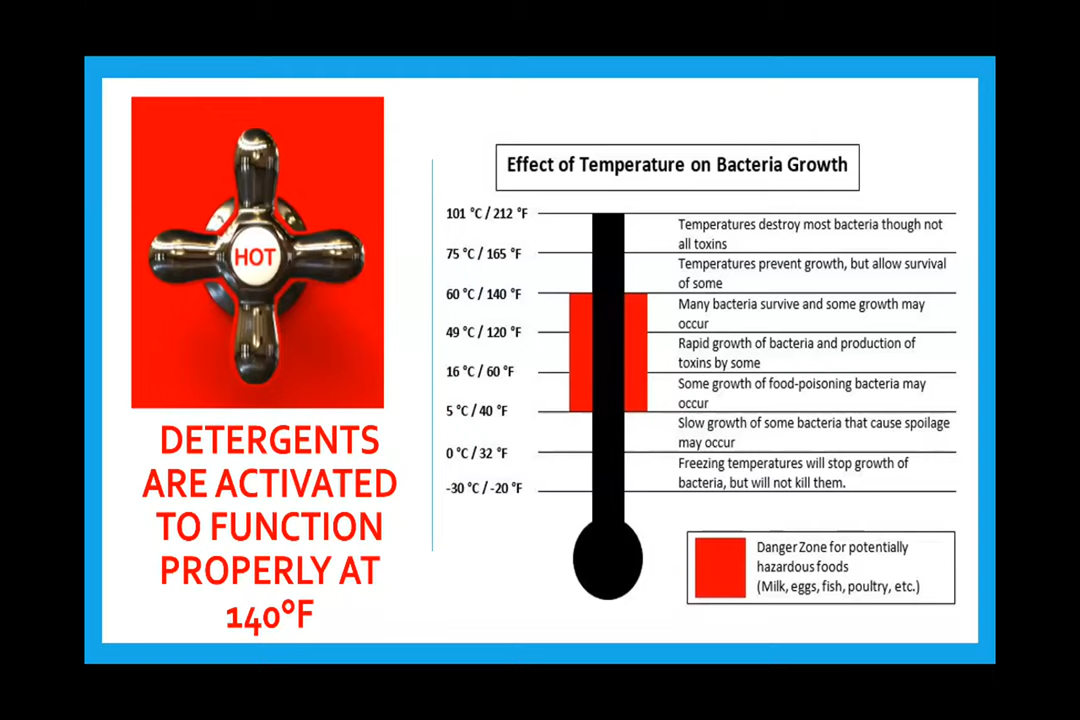 HOT
DETERGENTS
ARE ACTIVATED
TO FUNCTION
PROPERLY AT
140°F
Effect of Temperature on Bacteria Growth
101 °C / 212 °F
Temperatures destroy most bacteria though not
all toxins
75 °C / 165 °F
Temperatures prevent growth, but allow survival
of some
60 °C / 140 °F
Many bacteria survive and some growth may
occur
49 °C / 120 °F
Rapid growth of bacteria and production of
toxins by some
16 °C / 60 °F
Some growth of food-poisoning bacteria may
occur
5 °C / 40 °F
Slow growth of some bacteria that cause spoilage
may occur
0 °C / 32 °F
Freezing temperatures will stop growth of
bacteria, but will not kill them.
-30 °C / -20 °F
Danger Zone for potentially
hazardous foods
(Milk, eggs, fish, poultry, etc.)